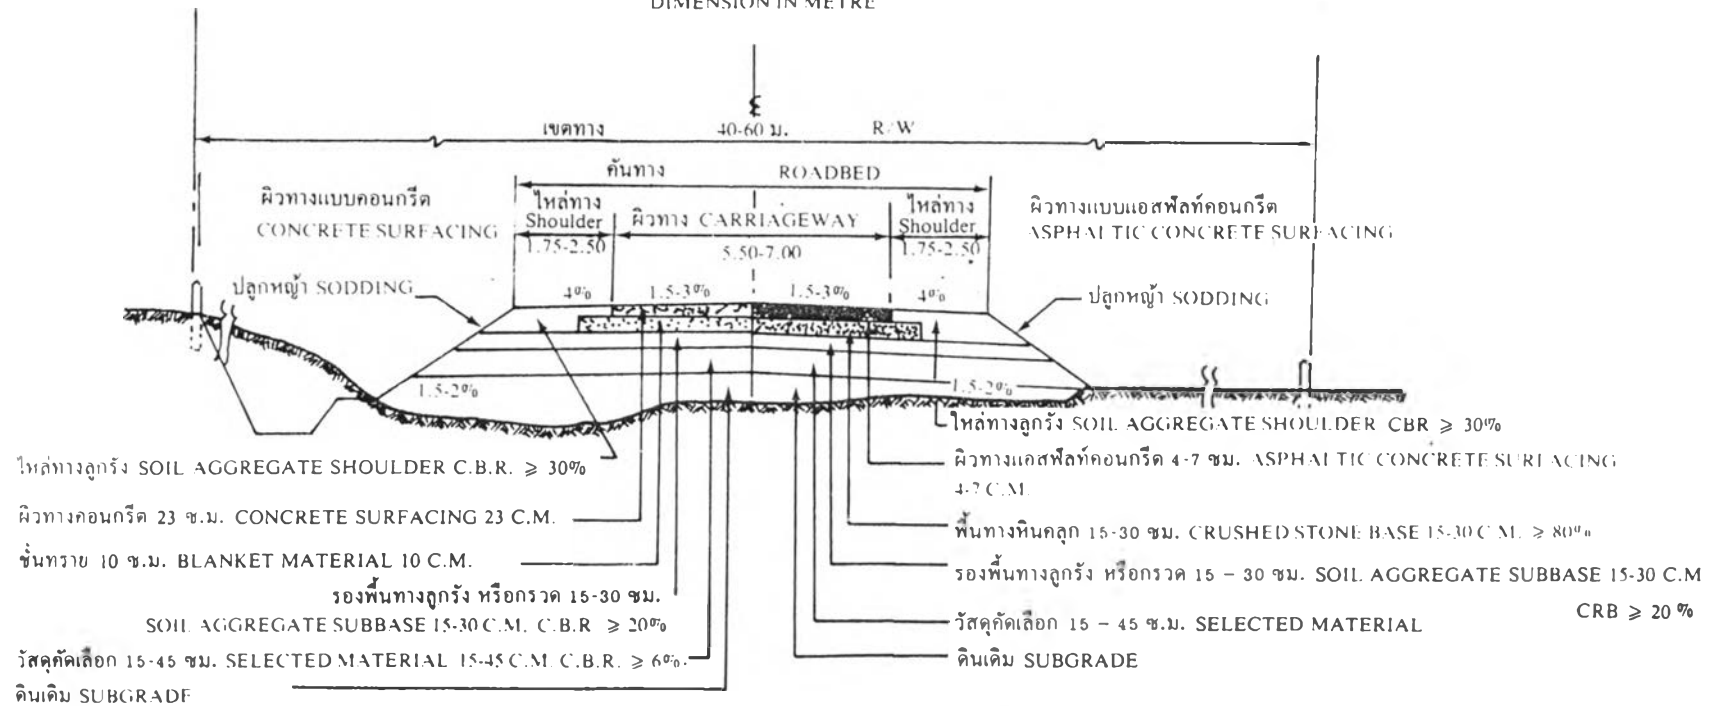 DIMENSION IN METRE
เขตทาง 40-60 ม. R/W
คันทาง ROADBED
ผิวทางแบบคอนกรีต
CONCRETE SURFACING
ไหล่ทาง
Shoulder
1.75-2.50
ผิวทาง CARRIAGEWAY
5.50-7.00
ไหล่ทาง
Shoulder
1.75-2.50
ผิวทางแบบแอสฟัลท์คอนกรีต
ASPHALTIC CONCRETE SURFACING
ปลูกหญ้า SODDING
4% 1.5-3% 1.5-3% 4%
ปลูกหญ้า SODDING
1.5-2% 1.5-2%
ไหล่ทางลูกรัง SOIL AGGREGATE SHOULDER C.B.R. ⩾ 30%
ผิวทางคอนกรีต 23 ซ.ม. CONCRETE SURFACING 23 C.M.
ชั้นทราย 10 ซ.ม. BLANKET MATERIAL 10 C.M.
รองพื้นทางลูกรัง หรือกรวด 15-30 ซม.
SOIL AGGREGATE SUBBASE 15-30 C.M. C.B.R ⩾ 20%
วัสดุคัดเลือก 15-45 ซม. SELECTED MATERIAL 15-45 C.M. C.B.R. ⩾ 6%
ดินเดิม SUBGRADE
ไหล่ทางลูกรัง SOIL AGGREGATE SHOULDER CBR ⩾ 30%
ผิวทางแอสฟัลท์คอนกรีต 4-7 ซม. ASPHALTIC CONCRETE SURFACING
4-7 C.M.
พื้นทางหินคลุก 15-30 ซม. CRUSHED STONE BASE 15-30 C.M. ⩾ 80%
รองพื้นทางลูกรัง หรือกรวด 15 – 30 ซม. SOIL AGGREGATE SUBBASE 15-30 C.M
CRB ⩾ 20 %
วัสดุคัดเลือก 15 – 45 ซ.ม. SELECTED MATERIAL
ดินเดิม SUBGRADE